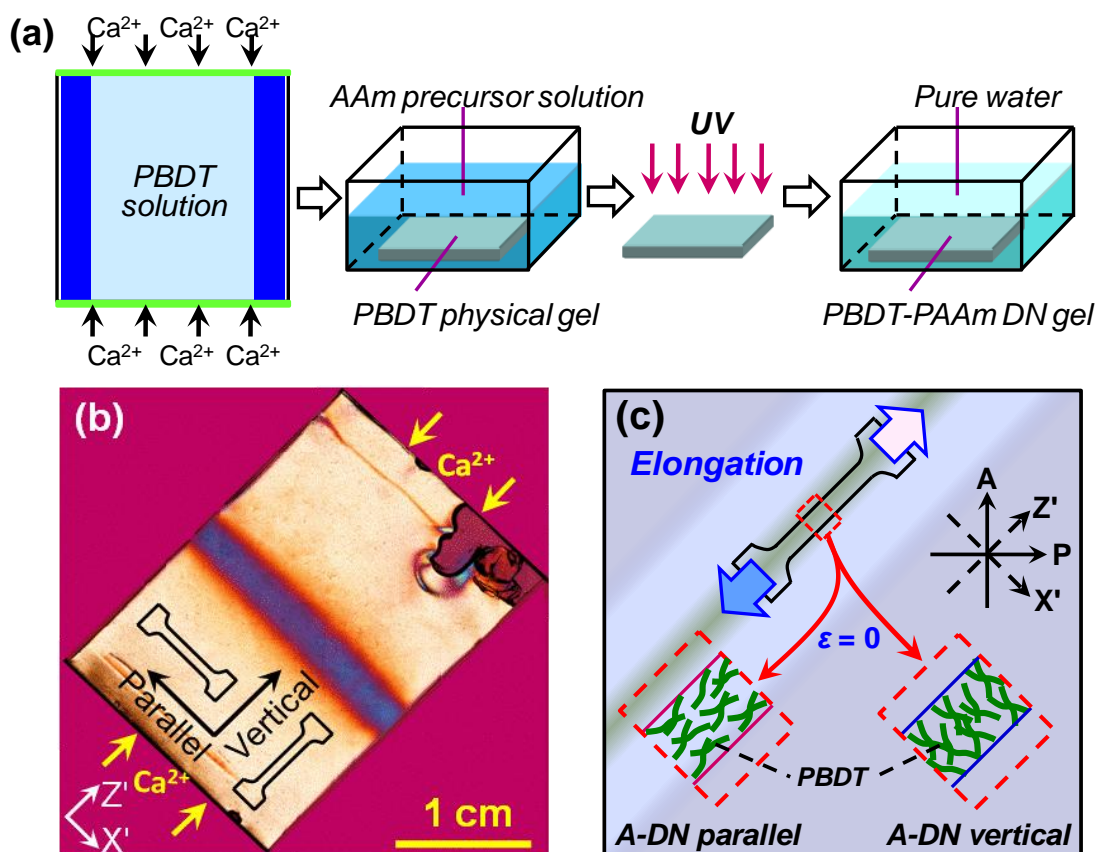 (a)
Ca²⁺ Ca²⁺ Ca²⁺
PBDT
solution
Ca²⁺ Ca²⁺ Ca²⁺
AAm precursor solution
PBDT physical gel
UV
Pure water
PBDT-PAAm DN gel
(b)
Ca²⁺
Parallel
Vertical
Ca²⁺
Z'
X'
1 cm
(c)
Elongation
A
Z'
P
X'
ε = 0
PBDT
A-DN parallel
A-DN vertical